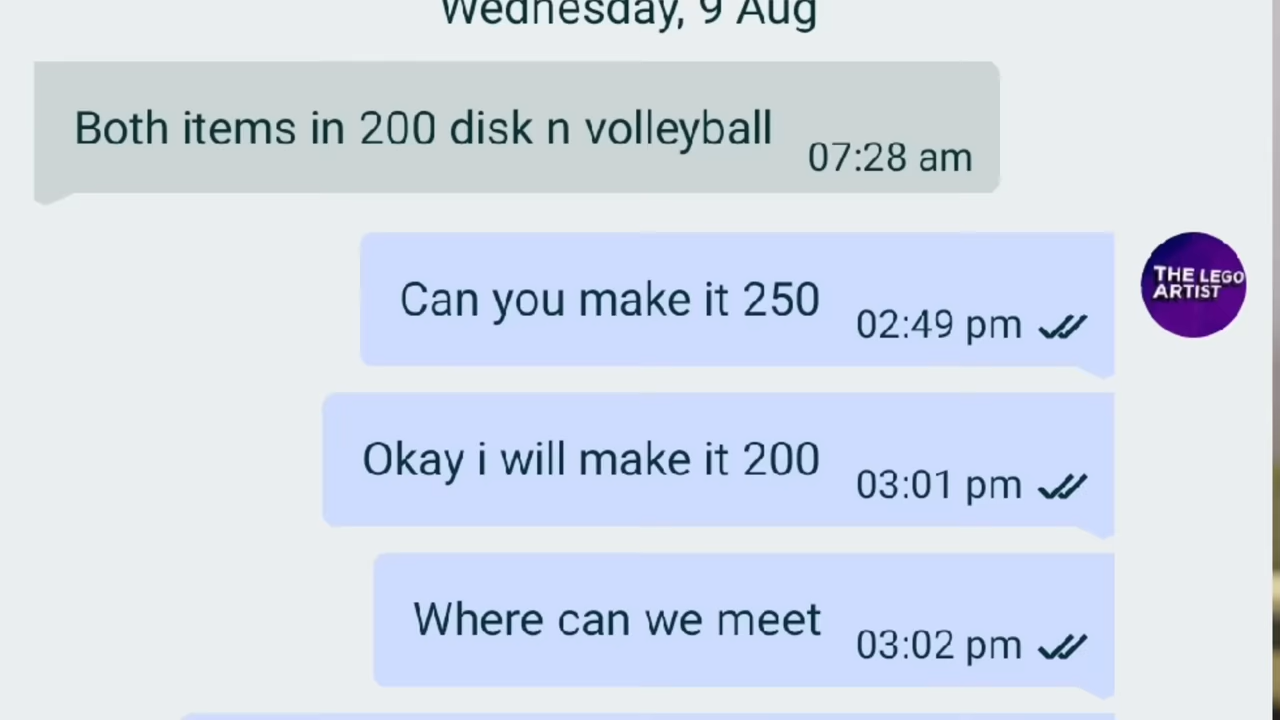 Wednesday, 9 Aug
Both items in 200 disk n volleyball
07:28 am
Can you make it 250
02:49 pm
THE LEGO
ARTIST
Okay i will make it 200
03:01 pm
Where can we meet
03:02 pm